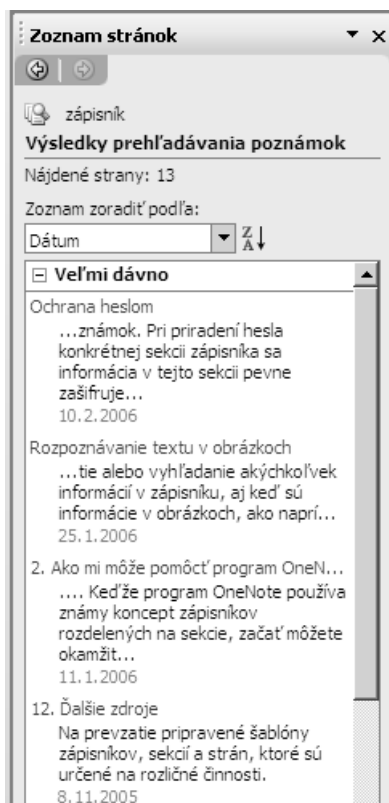 Zoznam stránok
zápisník
Výsledky prehľadávania poznámok
Nájdené strany: 13
Zoznam zoradiť podľa:
Dátum
Z
A
Veľmi dávno
Ochrana heslom
...známok. Pri priradení hesla
konkrétnej sekcii zápisníka sa
informácia v tejto sekcii pevne
zašifruje...
10.2.2006
Rozpoznávanie textu v obrázkoch
...tie alebo vyhľadanie akýchkoľvek
informácií v zápisníku, aj keď sú
informácie v obrázkoch, ako naprí...
25.1.2006
2. Ako mi môže pomôcť program OneN...
.... Keďže program OneNote používa
známy koncept zápisníkov
rozdelených na sekcie, začať môžete
okamžit...
11.1.2006
12. Ďalšie zdroje
Na prevzatie pripravené šablóny
zápisníkov, sekcií a strán, ktoré sú
určené na rozličné činnosti.
8.11.2005